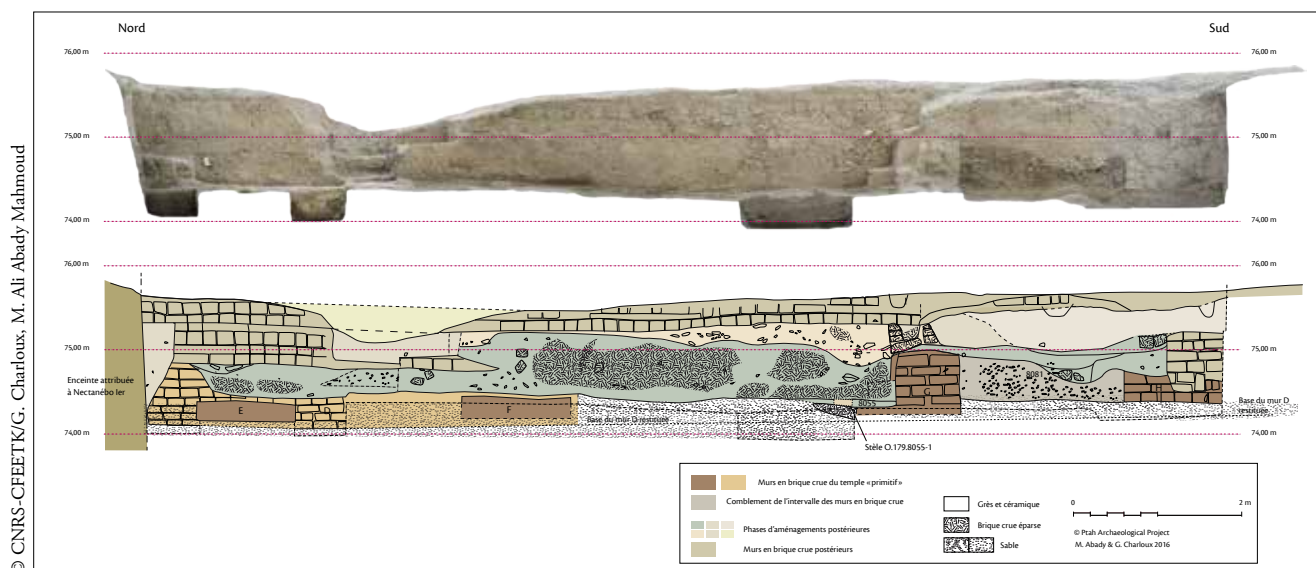 © CNRS-CFEETK/G. Charloux, M. Ali Abady Mahmoud
Nord
Sud
76,00 m
76,00 m
75,00 m
75,00 m
74,00 m
74,00 m
76,00 m
76,00 m
75,00 m
75,00 m
Enceinte attribuée
à Nectanébo Ier
E
D
F
G
H
8081
8055
Base du mur D restituée
Base du mur D
restituée
74,00 m
74,00 m
Stèle O.179.8055-1
Murs en brique crue du temple « primitif »
Comblement de l'intervalle des murs en brique crue
Phases d'aménagements postérieures
Murs en brique crue postérieurs
Grès et céramique
Brique crue éparse
Sable
0
2 m
© Ptah Archaeological Project
M. Abady & G. Charloux 2016